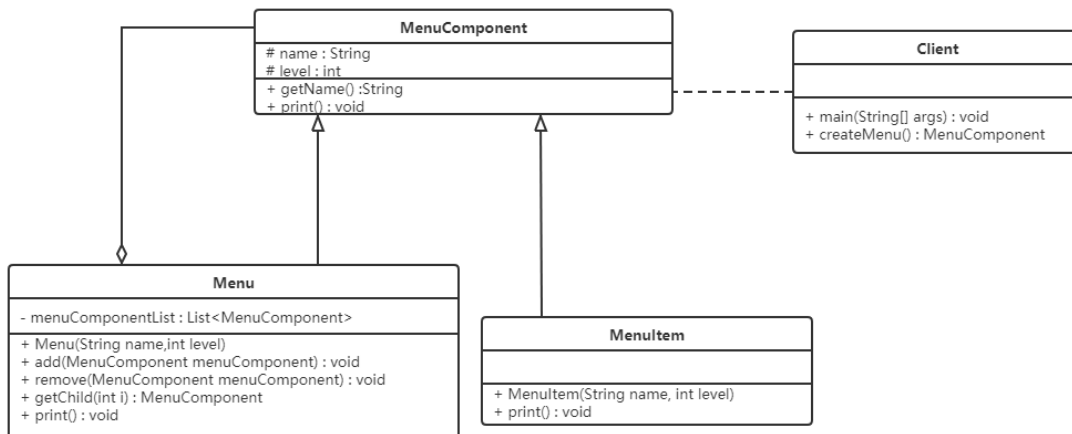 MenuComponent
# name : String
# level : int
+ getName() :String
+ print() : void
Client
+ main(String[] args) : void
+ createMenu() : MenuComponent
Menu
- menuComponentList : List<MenuComponent>
+ Menu(String name,int level)
+ add(MenuComponent menuComponent) : void
+ remove(MenuComponent menuComponent) : void
+ getChild(int i) : MenuComponent
+ print() : void
MenuItem
+ MenuItem(String name, int level)
+ print() : void